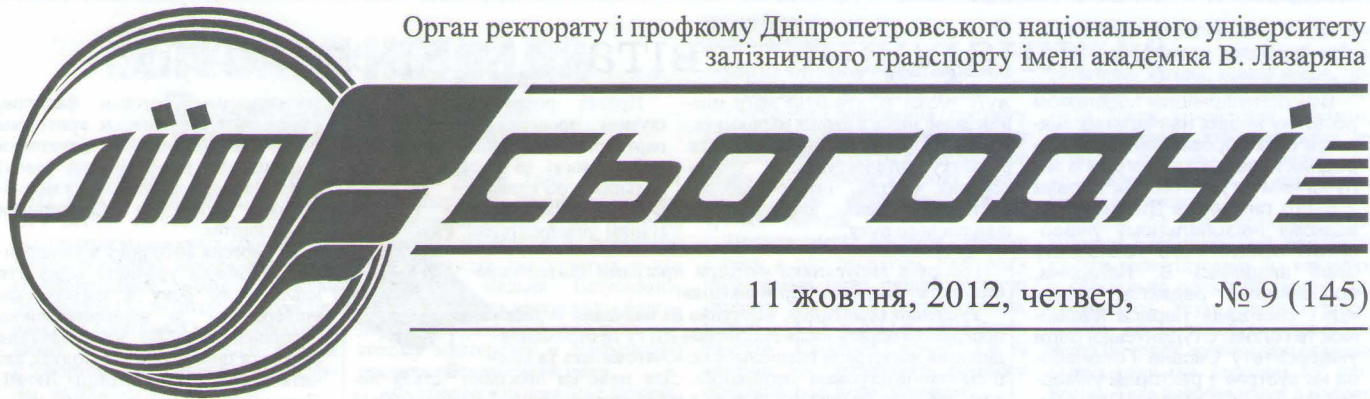 Орган ректорату і профкому Дніпропетровського національного університету
залізничного транспорту імені академіка В. Лазаряна
ЛІІТ СЬОГОДНІ
11 жовтня, 2012, четвер, № 9 (145)